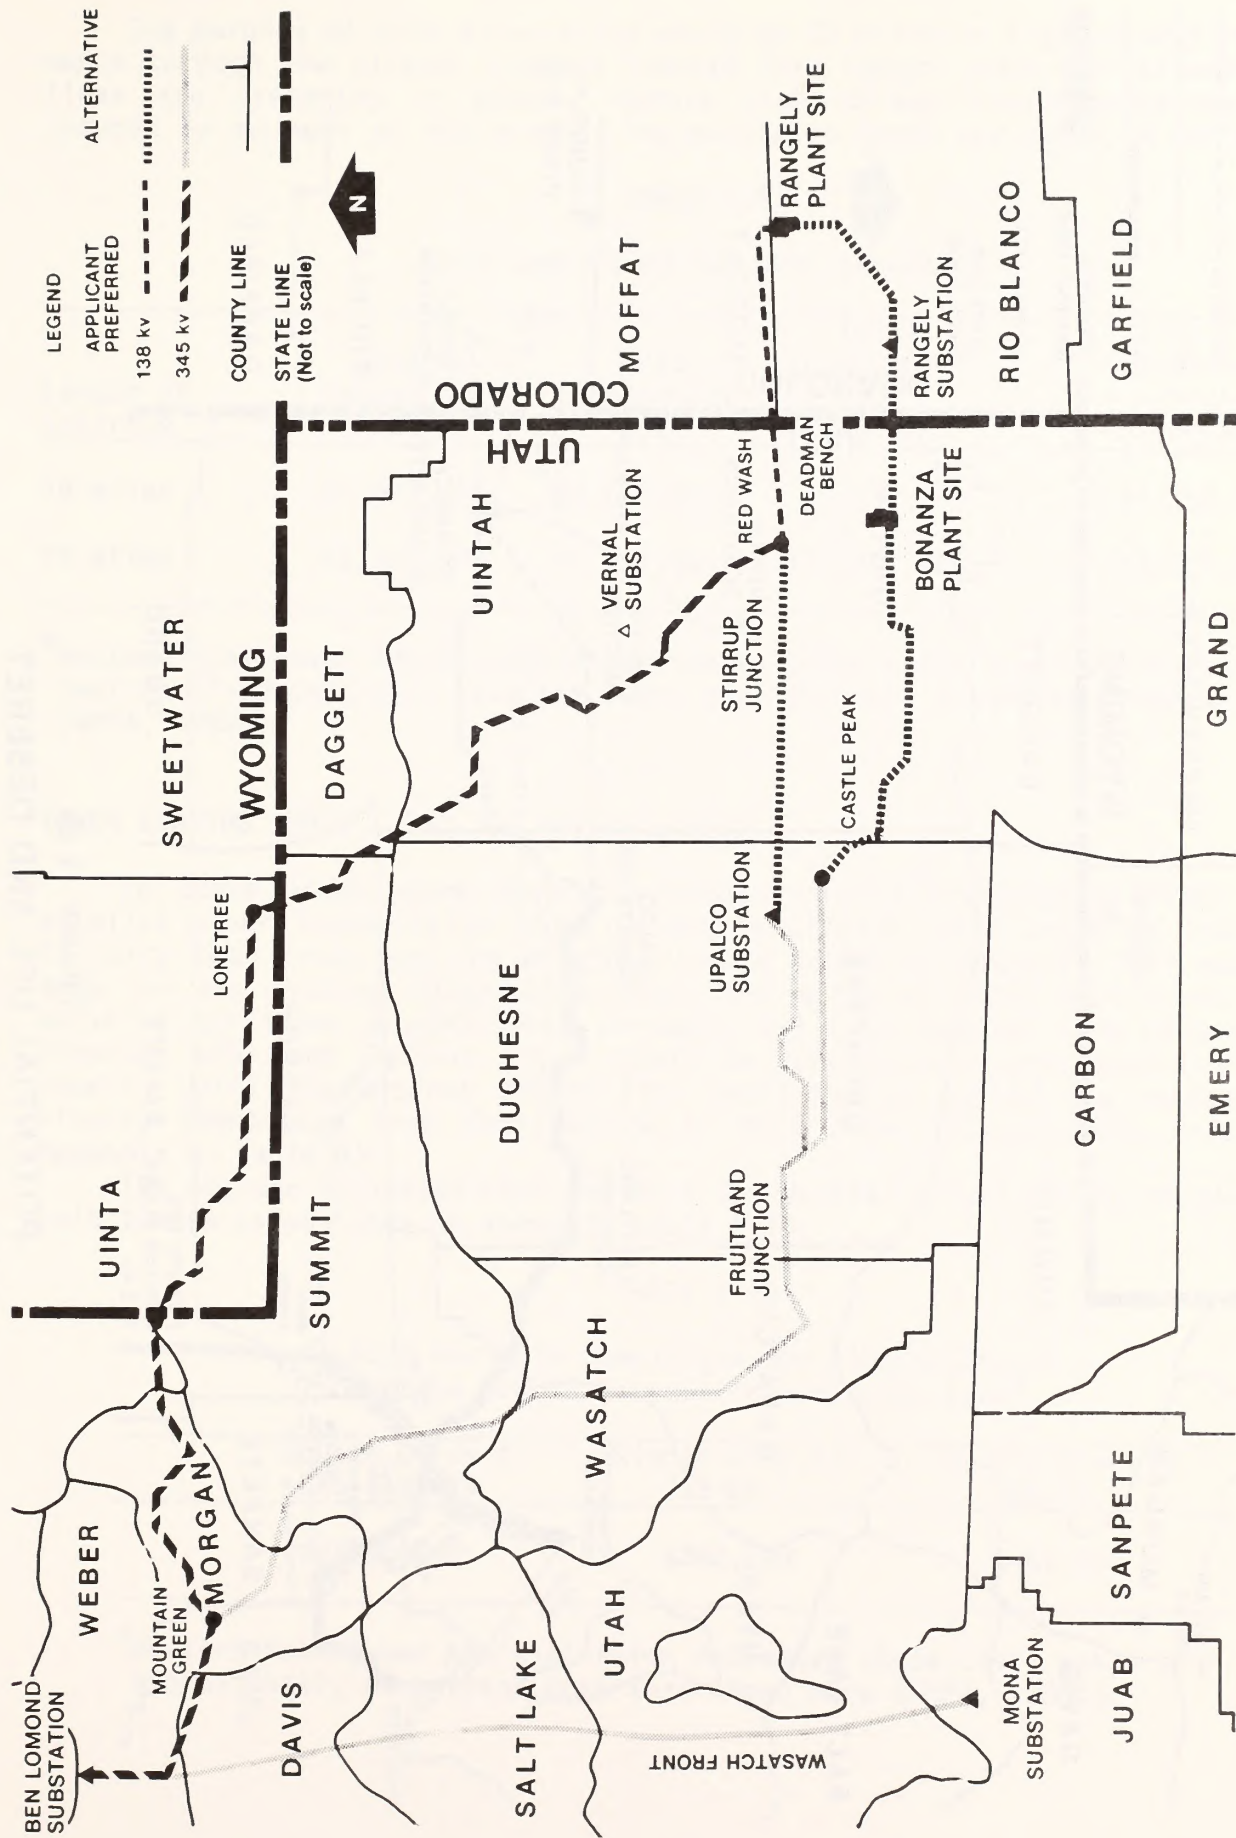 LEGEND
APPLICANT
PREFERRED
ALTERNATIVE
138 kv
345 kv
COUNTY LINE
STATE LINE
(Not to scale)
N
BEN LOMOND
SUBSTATION
WEBER
MOUNTAIN
GREEN
MORGAN
DAVIS
SALT LAKE
UTAH
WASATCH FRONT
MONA
SUBSTATION
JUAB
SANPETE
UINTA
SUMMIT
WASATCH
LONETREE
SWEETWATER
WYOMING
DAGGETT
DUCHESNE
FRUITLAND
JUNCTION
UPALCO
SUBSTATION
CASTLE PEAK
CARBON
EMERY
UINTAH
VERNAL
SUBSTATION
STIRRUP
JUNCTION
RED WASH
DEADMAN
BENCH
BONANZA
PLANT SITE
GRAND
UTAH
COLORADO
MOFFAT
RANGELY
PLANT SITE
RANGELY
SUBSTATION
RIO BLANCO
GARFIELD